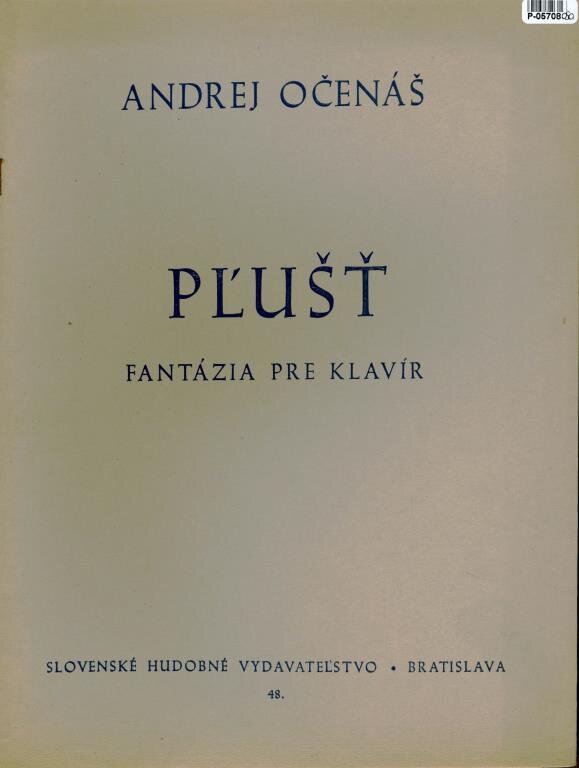 P-05708
ANDREJ OČENÁŠ
PĽUŠŤ
FANTÁZIA PRE KLAVÍR
SLOVENSKÉ HUDOBNÉ VYDAVATEĽSTVO • BRATISLAVA
48.